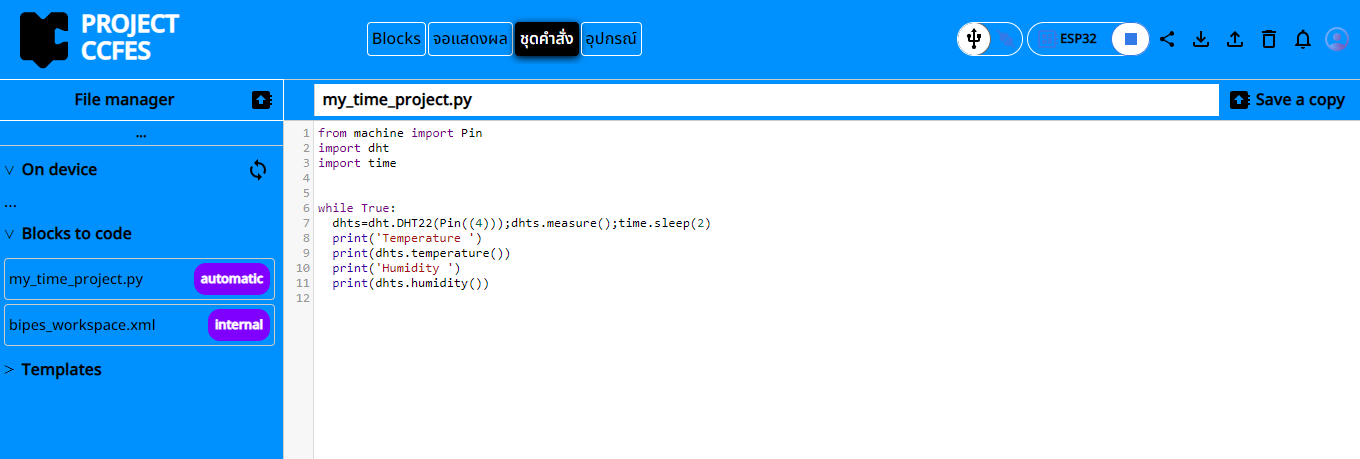 PROJECT
CCFES
Blocks จอแสดงผล ชุดคำสั่ง อุปกรณ์
ESP32
File manager
my_time_project.py
Save a copy
...
On device
...
Blocks to code
my_time_project.py automatic
bipes_workspace.xml internal
> Templates
1 from machine import Pin
2 import dht
3 import time
4
5
6 while True:
7   dhts=dht.DHT22(Pin((4)));dhts.measure();time.sleep(2)
8   print('Temperature ')
9   print(dhts.temperature())
10   print('Humidity ')
11   print(dhts.humidity())
12